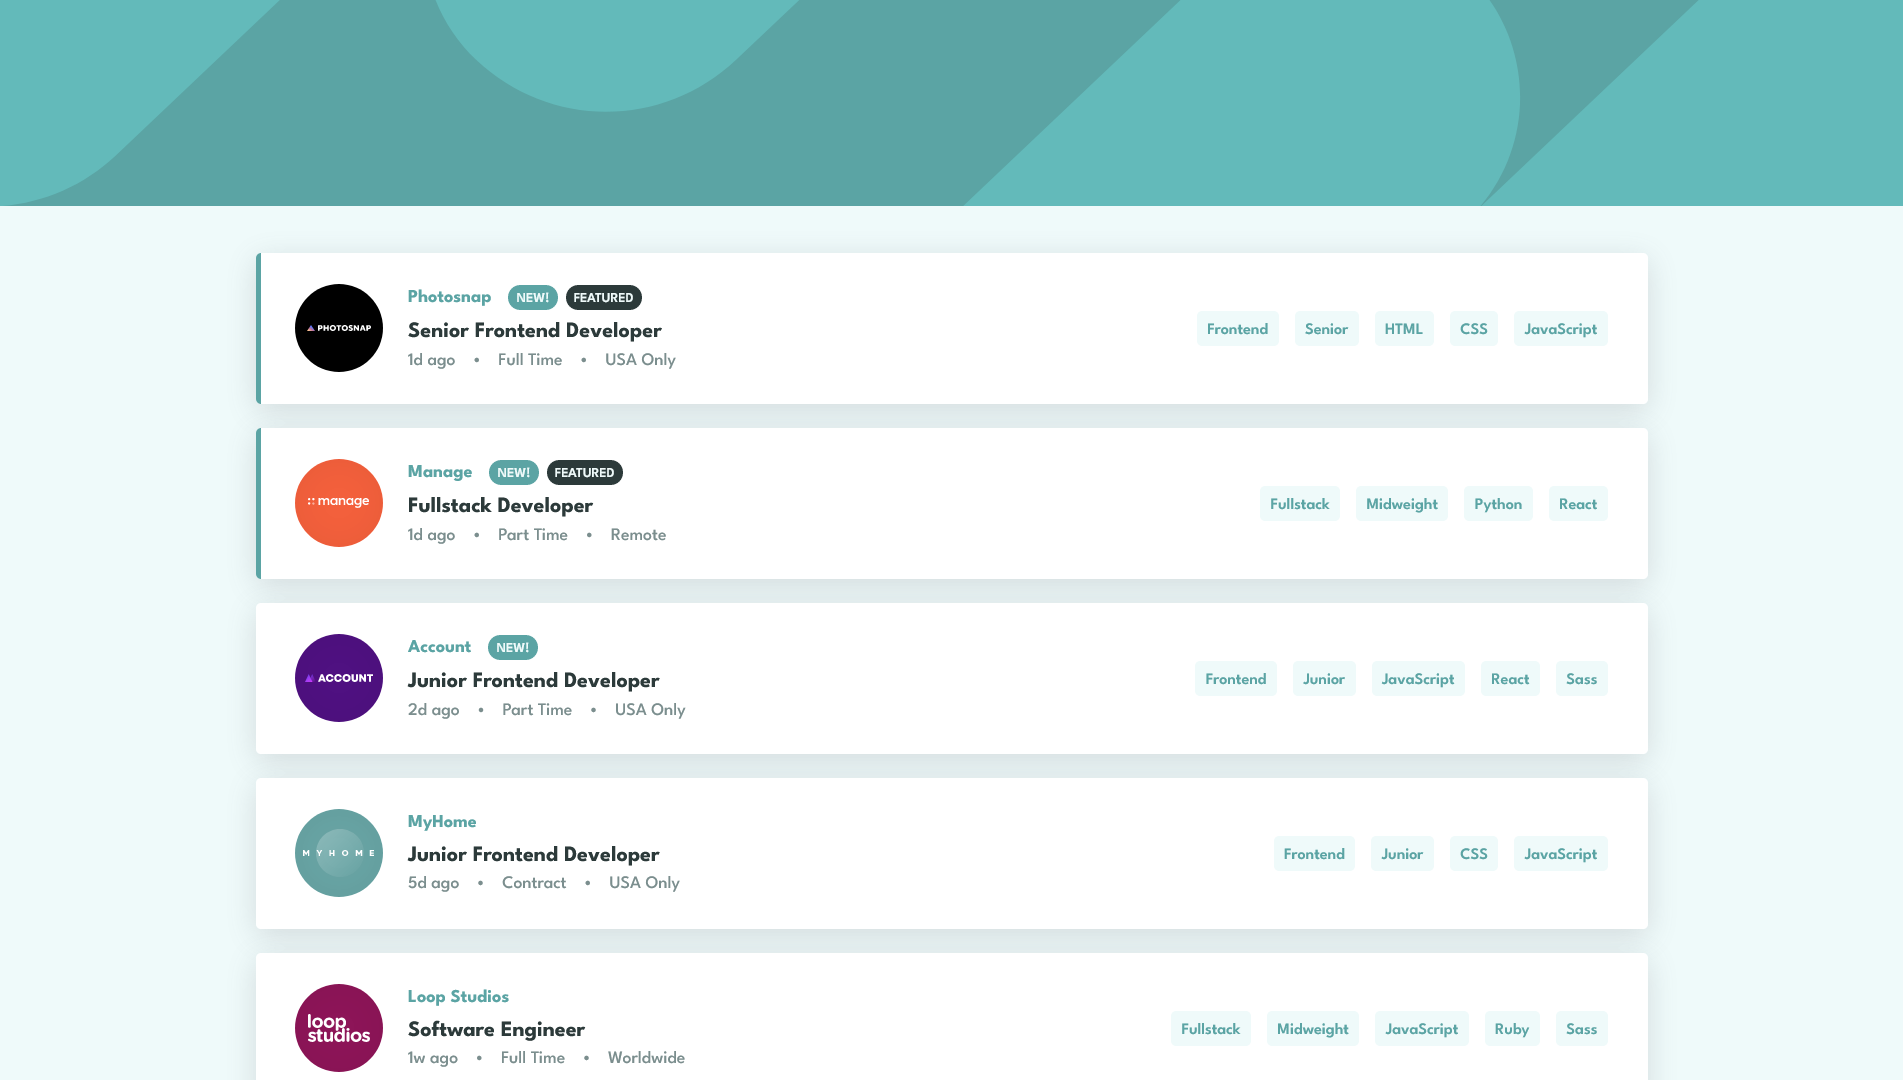 PHOTOSNAP
Photosnap NEW! FEATURED
Senior Frontend Developer
1d ago • Full Time • USA Only
Frontend Senior HTML CSS JavaScript
manage
Manage NEW! FEATURED
Fullstack Developer
1d ago • Part Time • Remote
Fullstack Midweight Python React
ACCOUNT
Account NEW!
Junior Frontend Developer
2d ago • Part Time • USA Only
Frontend Junior JavaScript React Sass
MYHOME
MyHome
Junior Frontend Developer
5d ago • Contract • USA Only
Frontend Junior CSS JavaScript
loop
studios
Loop Studios
Software Engineer
1w ago • Full Time • Worldwide
Fullstack Midweight JavaScript Ruby Sass